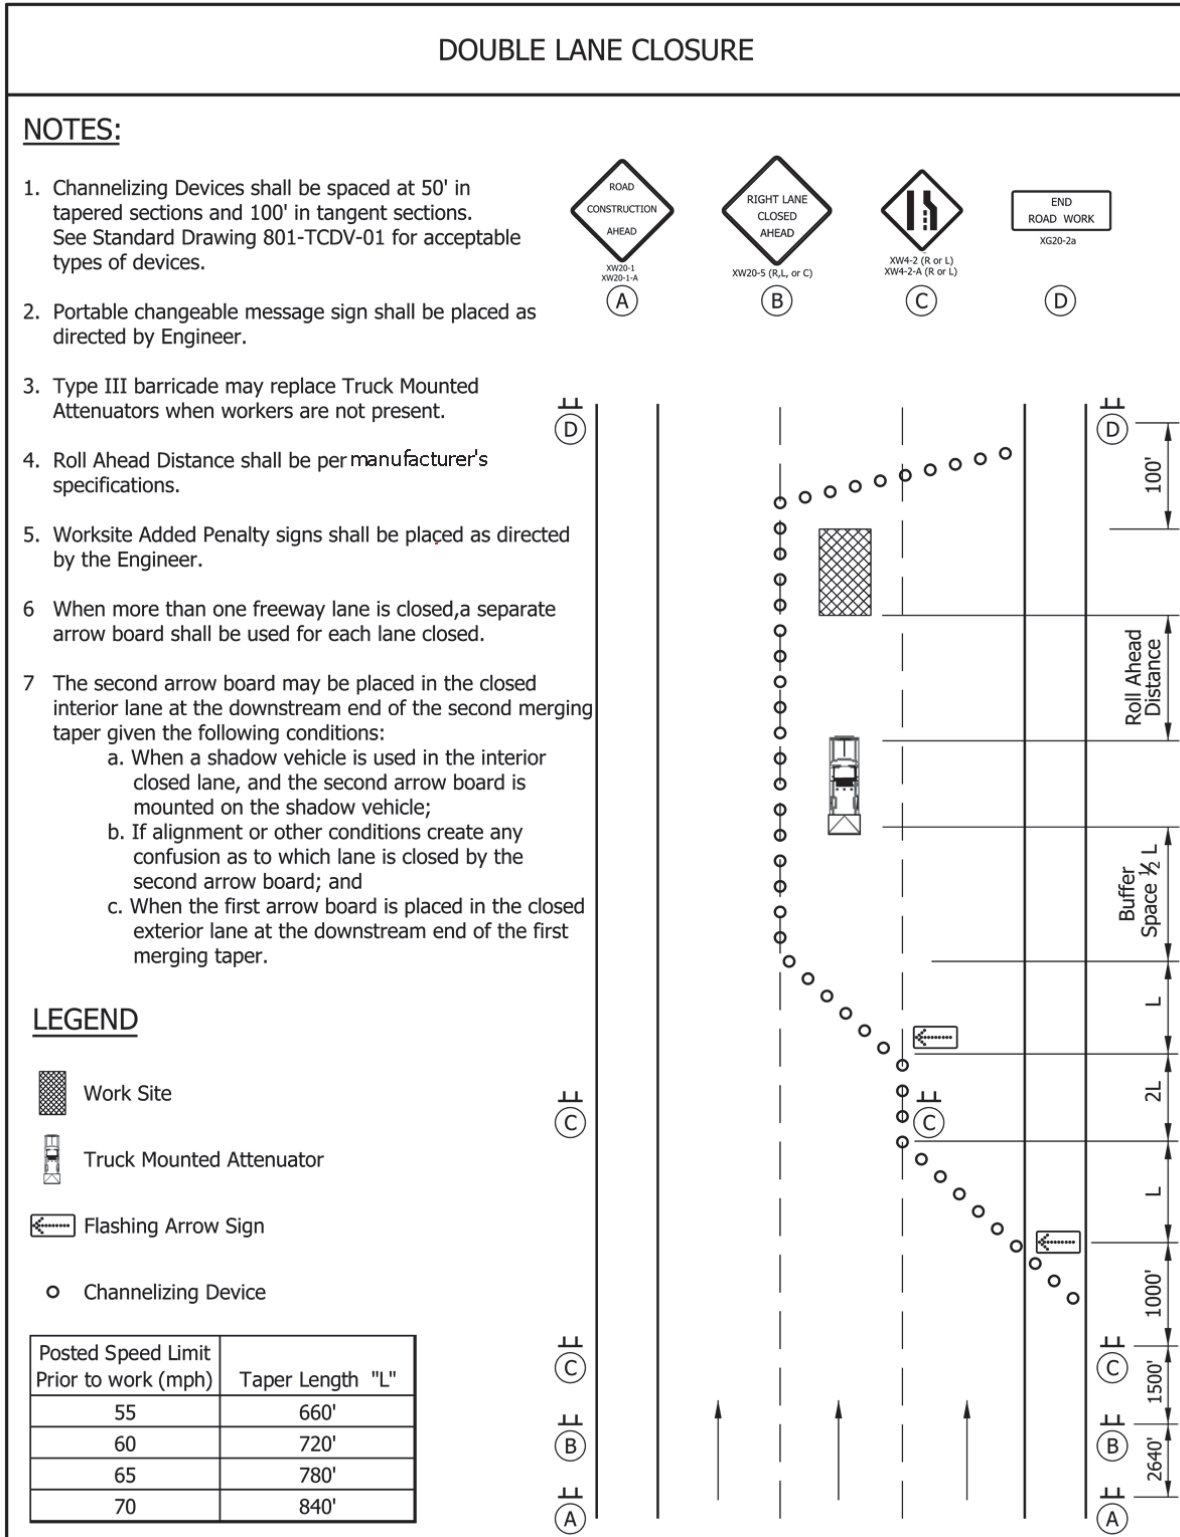 DOUBLE LANE CLOSURE
NOTES:
1. Channelizing Devices shall be spaced at 50' in
tapered sections and 100' in tangent sections.
See Standard Drawing 801-TCDV-01 for acceptable
types of devices.
2. Portable changeable message sign shall be placed as
directed by Engineer.
3. Type III barricade may replace Truck Mounted
Attenuators when workers are not present.
4. Roll Ahead Distance shall be per manufacturer's
specifications.
5. Worksite Added Penalty signs shall be placed as directed
by the Engineer.
6 When more than one freeway lane is closed,a separate
arrow board shall be used for each lane closed.
7 The second arrow board may be placed in the closed
interior lane at the downstream end of the second merging
taper given the following conditions:
a. When a shadow vehicle is used in the interior
closed lane, and the second arrow board is
mounted on the shadow vehicle;
b. If alignment or other conditions create any
confusion as to which lane is closed by the
second arrow board; and
c. When the first arrow board is placed in the closed
exterior lane at the downstream end of the first
merging taper.
LEGEND
Work Site
Truck Mounted Attenuator
Flashing Arrow Sign
Channelizing Device
Posted Speed Limit
Prior to work (mph)
Taper Length "L"
55 660'
60 720'
65 780'
70 840'
ROAD
CONSTRUCTION
AHEAD
XW20-1
XW20-1-A
A
RIGHT LANE
CLOSED
AHEAD
XW20-5 (R,L, or C)
B
XW4-2 (R or L)
XW4-2-A (R or L)
C
END
ROAD WORK
XG20-2a
D
D
D
100'
Roll Ahead
Distance
Buffer
Space ½ L
L
2L
C
C
L
1000'
C
C
1500'
B
B
2640'
A
A